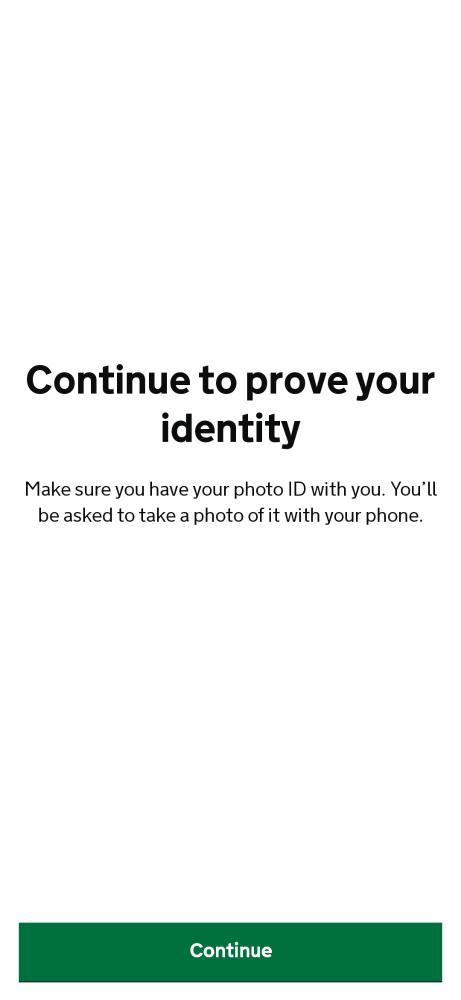 Continue to prove your
identity
Make sure you have your photo ID with you. You’ll
be asked to take a photo of it with your phone.
Continue